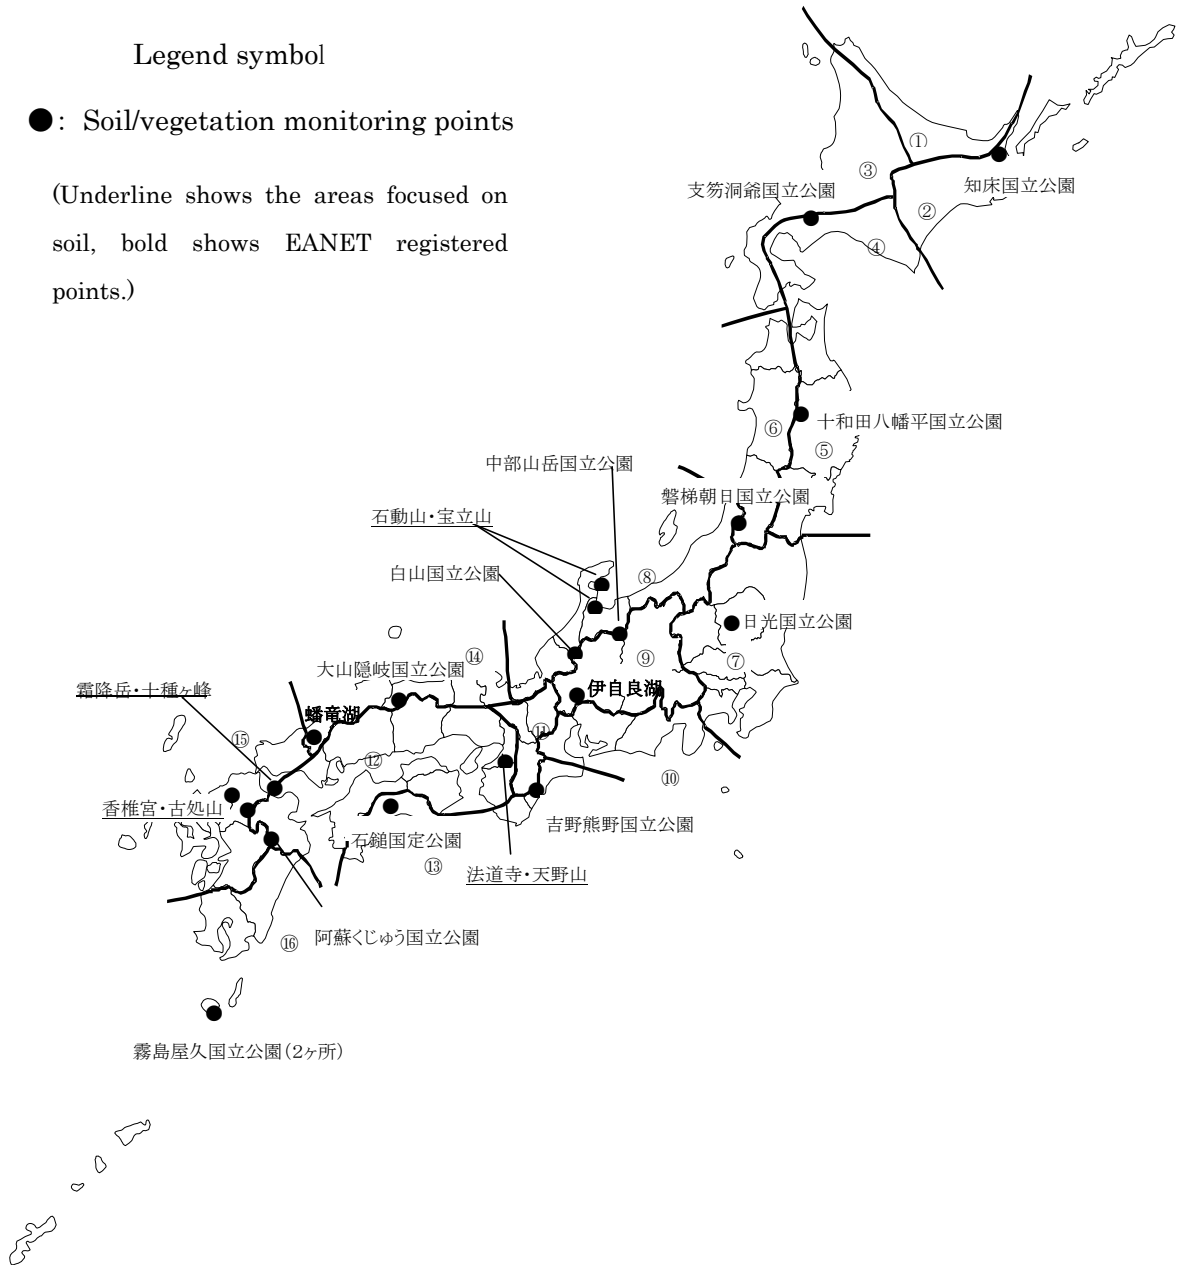 Legend symbol
●: Soil/vegetation monitoring points
(Underline shows the areas focused on
soil, bold shows EANET registered
points.)
①
③
支笏洞爺国立公園
知床国立公園
②
④
⑥
十和田八幡平国立公園
⑤
中部山岳国立公園
磐梯朝日国立公園
石動山・宝立山
白山国立公園
⑧
日光国立公園
⑭
⑨
⑦
大山隠岐国立公園
霜降岳・十種ヶ峰
伊自良湖
蟠竜湖
⑮
⑪
⑫
⑩
香椎宮・古処山
吉野熊野国立公園
石鎚国定公園
⑬
法道寺・天野山
⑯
阿蘇くじゅう国立公園
霧島屋久国立公園（2ヶ所）